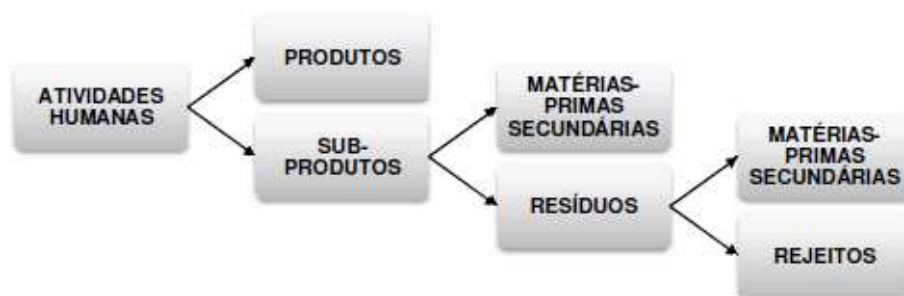 ATIVIDADES
HUMANAS
PRODUTOS
SUB-
PRODUTOS
MATÉRIAS-
PRIMAS
SECUNDÁRIAS
RESÍDUOS
MATÉRIAS-
PRIMAS
SECUNDÁRIAS
REJEITOS